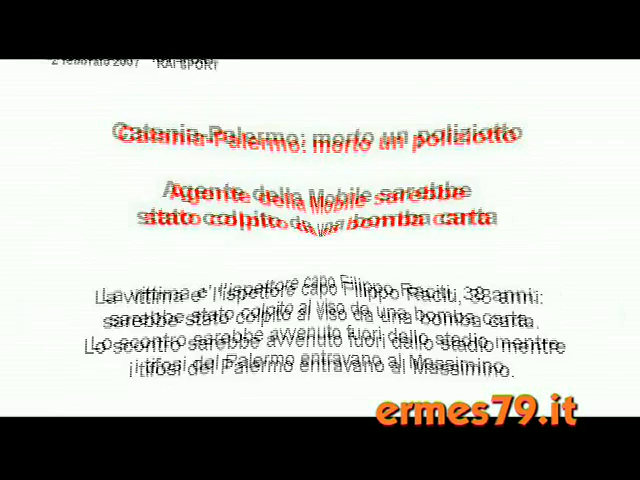 2 febbraio 2007 RAI SPORT
Catania-Palermo: morto un poliziotto
Agente della Mobile sarebbe
stato colpito da una bomba carta
La vittima e' l'ispettore capo Filippo Raciti, 38 anni:
sarebbe stato colpito al viso da una bomba carta.
Lo scontro sarebbe avvenuto fuori dallo stadio mentre
i tifosi del Palermo entravano al Massimino.
ermes79.it